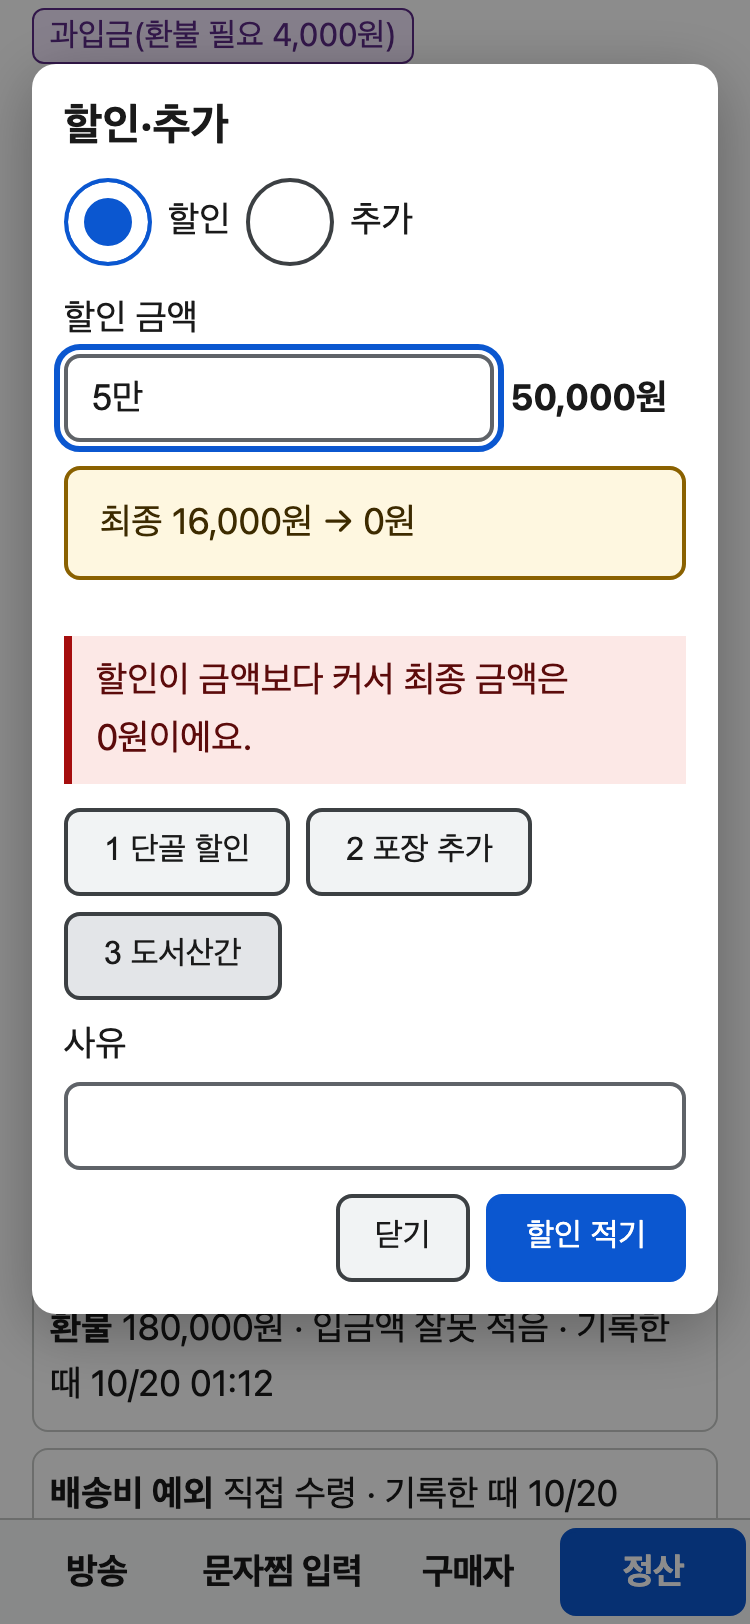 과입금(환불 필요 4,000원)
할인·추가
할인 추가
할인 금액
5만 50,000원
최종 16,000원 → 0원
할인이 금액보다 커서 최종 금액은
0원이에요.
1 단골 할인 2 포장 추가
3 도서산간
사유
닫기 할인 적기
환불 180,000원 · 입금액 잘못 적음 · 기록한
때 10/20 01:12
배송비 예외 직접 수령 · 기록한 때 10/20
방송 문자찜 입력 구매자 정산